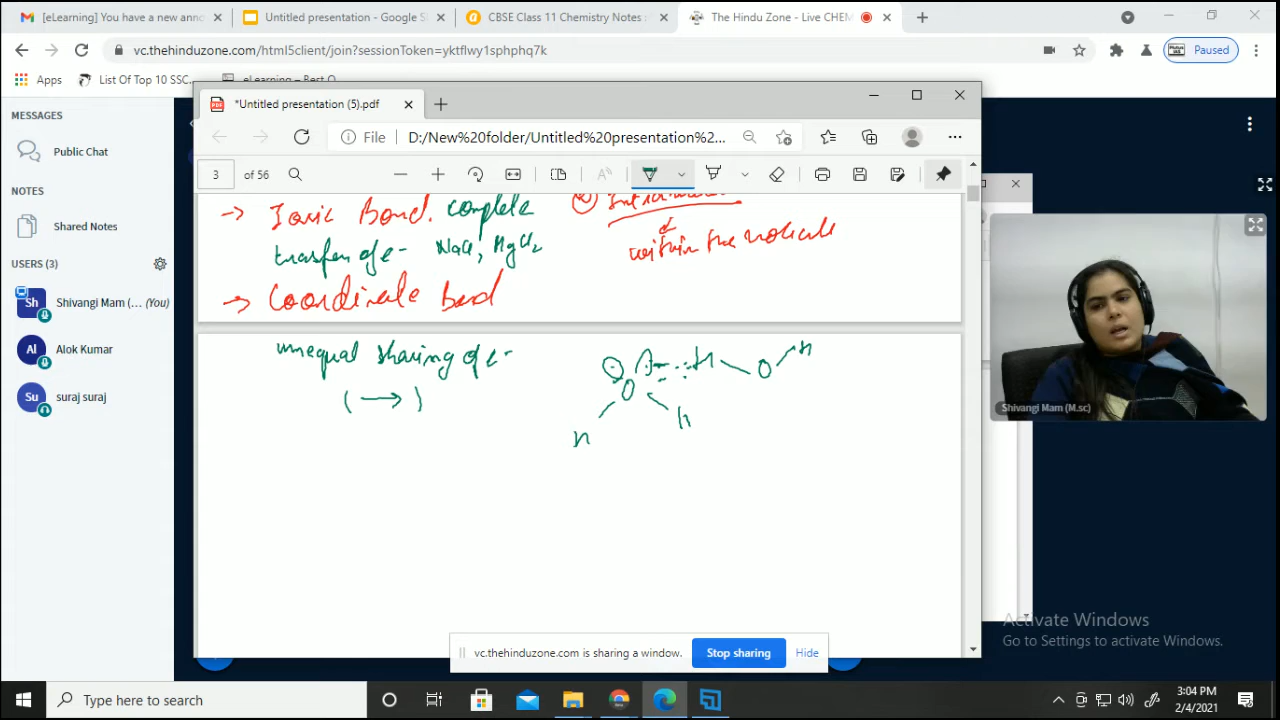 [eLearning] You have a new anno
Untitled presentation - Google S
CBSE Class 11 Chemistry Notes :
The Hindu Zone - Live CHEM
vc.thehinduzone.com/html5client/join?sessionToken=yktflwy1sphphq7k
Paused
Apps
List Of Top 10 SSC...
eLearning – Best O
MESSAGES
Public Chat
NOTES
Shared Notes
USERS (3)
Sh
Shivangi Mam (... (You)
Al
Alok Kumar
Su
suraj suraj
*Untitled presentation (5).pdf
File
D:/New%20folder/Untitled%20presentation%2...
3 of 56
→ Ionic Bond. complete
transfer of e- NaCl, MgCl2
→ Coordinate bond
within the molecule
unequal sharing of e-
( → )
H O H
O
H H
Shivangi Mam (M.sc)
Activate Windows
Go to Settings to activate Windows.
vc.thehinduzone.com is sharing a window.
Stop sharing
Hide
Type here to search
3:04 PM
2/4/2021